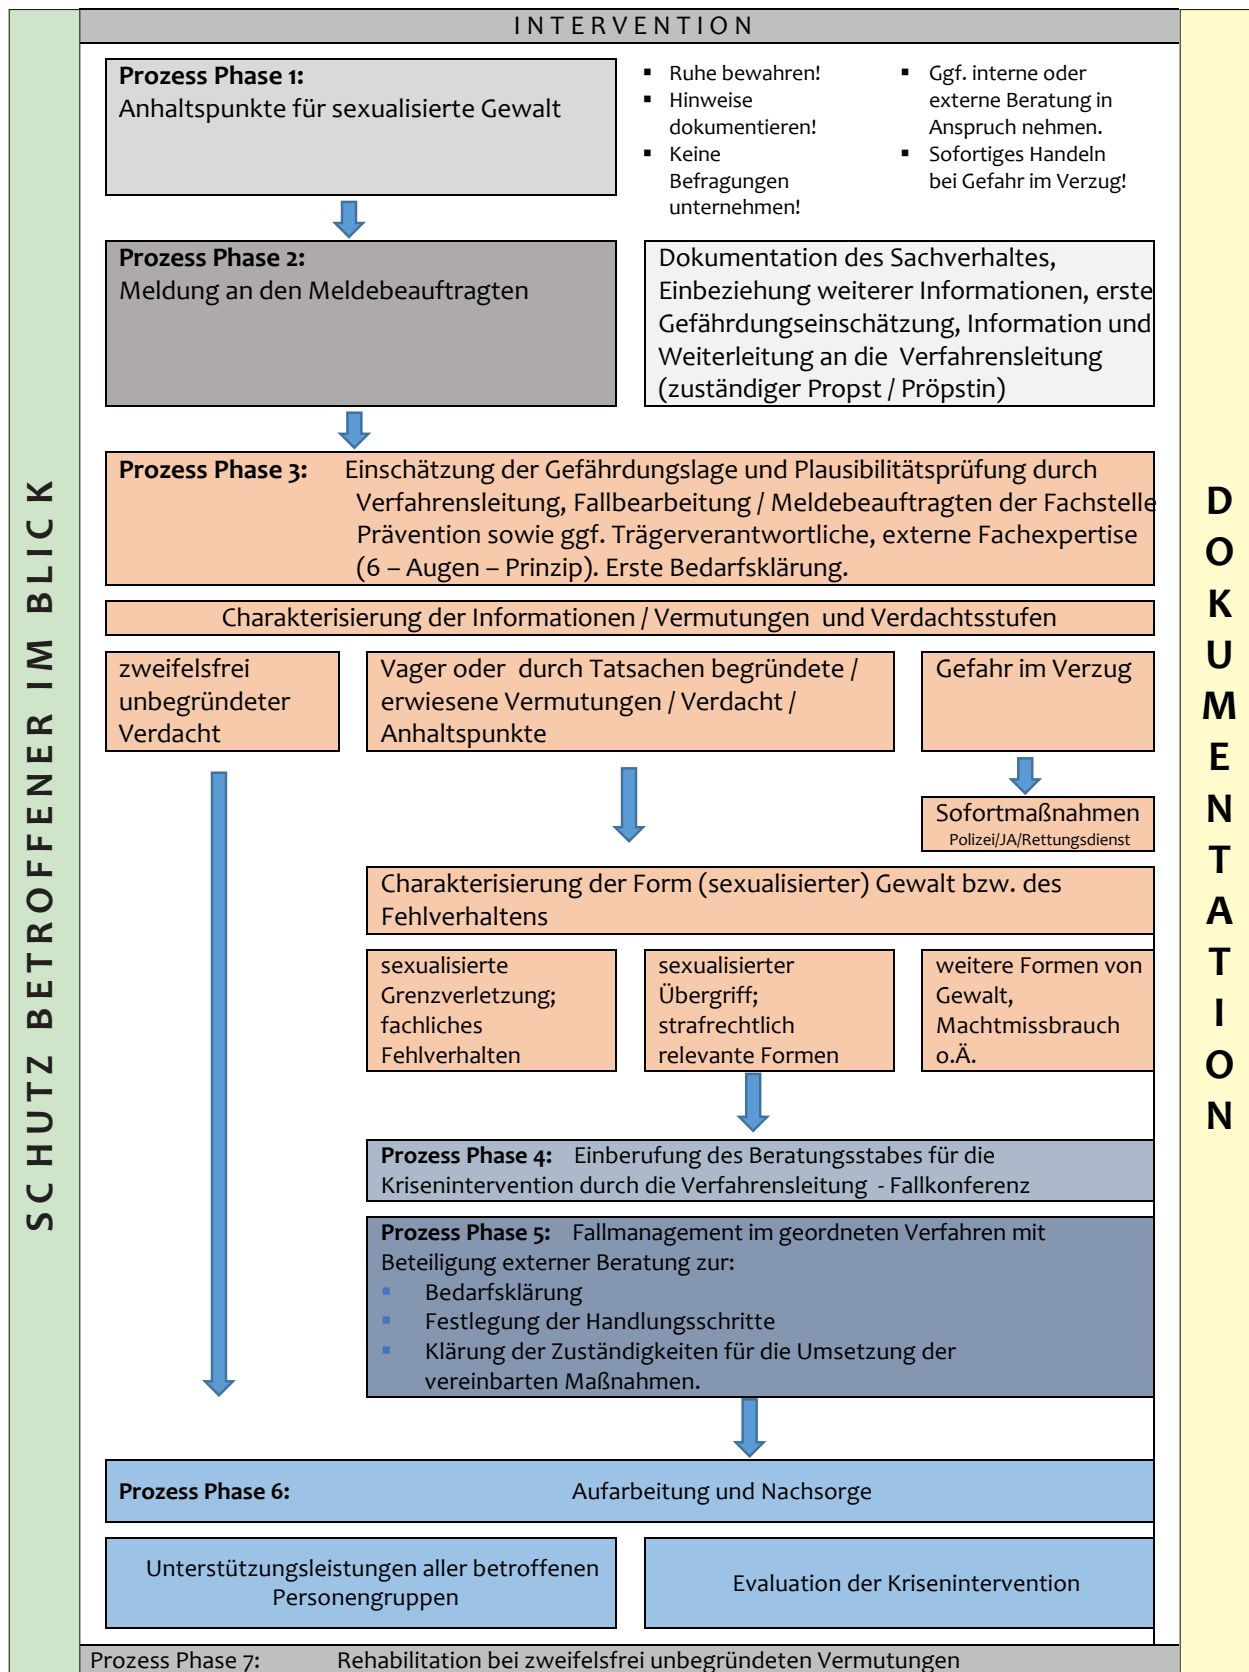 INTERVENTION
Prozess Phase 1:
Anhaltspunkte für sexualisierte Gewalt
▪ Ruhe bewahren!
▪ Hinweise
dokumentieren!
▪ Keine
Befragungen
unternehmen!
▪ Ggf. interne oder
externe Beratung in
Anspruch nehmen.
▪ Sofortiges Handeln
bei Gefahr im Verzug!
Prozess Phase 2:
Meldung an den Meldebeauftragten
Dokumentation des Sachverhaltes,
Einbeziehung weiterer Informationen, erste
Gefährdungseinschätzung, Information und
Weiterleitung an die Verfahrensleitung
(zuständiger Propst / Pröpstin)
Prozess Phase 3: Einschätzung der Gefährdungslage und Plausibilitätsprüfung durch
Verfahrensleitung, Fallbearbeitung / Meldebeauftragten der Fachstelle
Prävention sowie ggf. Trägerverantwortliche, externe Fachexpertise
(6 – Augen – Prinzip). Erste Bedarfsklärung.
Charakterisierung der Informationen / Vermutungen und Verdachtsstufen
zweifelsfrei
unbegründeter
Verdacht
Vager oder durch Tatsachen begründete /
erwiesene Vermutungen / Verdacht /
Anhaltspunkte
Gefahr im Verzug
Sofortmaßnahmen
Polizei/JA/Rettungsdienst
Charakterisierung der Form (sexualisierter) Gewalt bzw. des
Fehlverhaltens
sexualisierte
Grenzverletzung;
fachliches
Fehlverhalten
sexualisierter
Übergriff;
strafrechtlich
relevante Formen
weitere Formen von
Gewalt,
Machtmissbrauch
o.Ä.
Prozess Phase 4: Einberufung des Beratungsstabes für die
Krisenintervention durch die Verfahrensleitung - Fallkonferenz
Prozess Phase 5: Fallmanagement im geordneten Verfahren mit
Beteiligung externer Beratung zur:
▪ Bedarfsklärung
▪ Festlegung der Handlungsschritte
▪ Klärung der Zuständigkeiten für die Umsetzung der
vereinbarten Maßnahmen.
Prozess Phase 6: Aufarbeitung und Nachsorge
Unterstützungsleistungen aller betroffenen
Personengruppen
Evaluation der Krisenintervention
Prozess Phase 7: Rehabilitation bei zweifelsfrei unbegründeten Vermutungen
SCHUTZ BETROFFENER IM BLICK
DOKUMENTATION